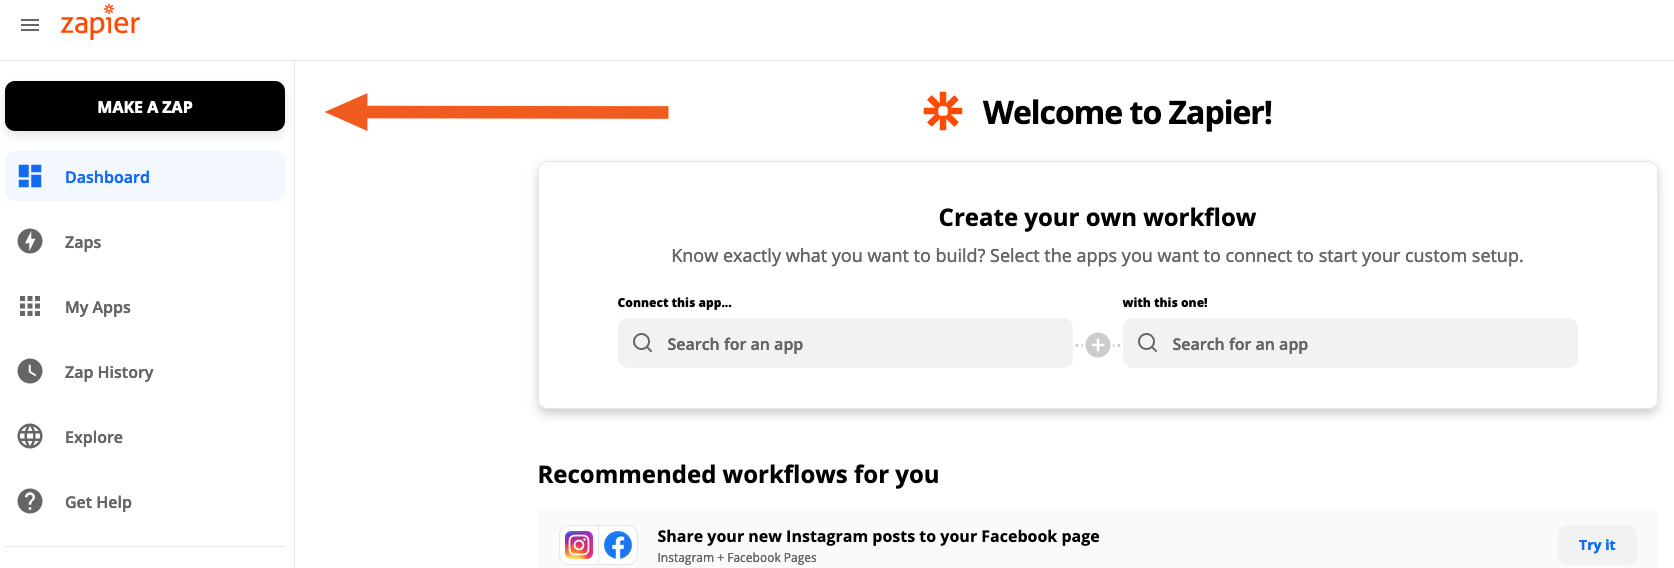 zapier
MAKE A ZAP
Welcome to Zapier!
Dashboard
Zaps
My Apps
Zap History
Explore
Get Help
Create your own workflow
Know exactly what you want to build? Select the apps you want to connect to start your custom setup.
Connect this app...
with this one!
Search for an app
Search for an app
Recommended workflows for you
Share your new Instagram posts to your Facebook page
Instagram + Facebook Pages
Try it